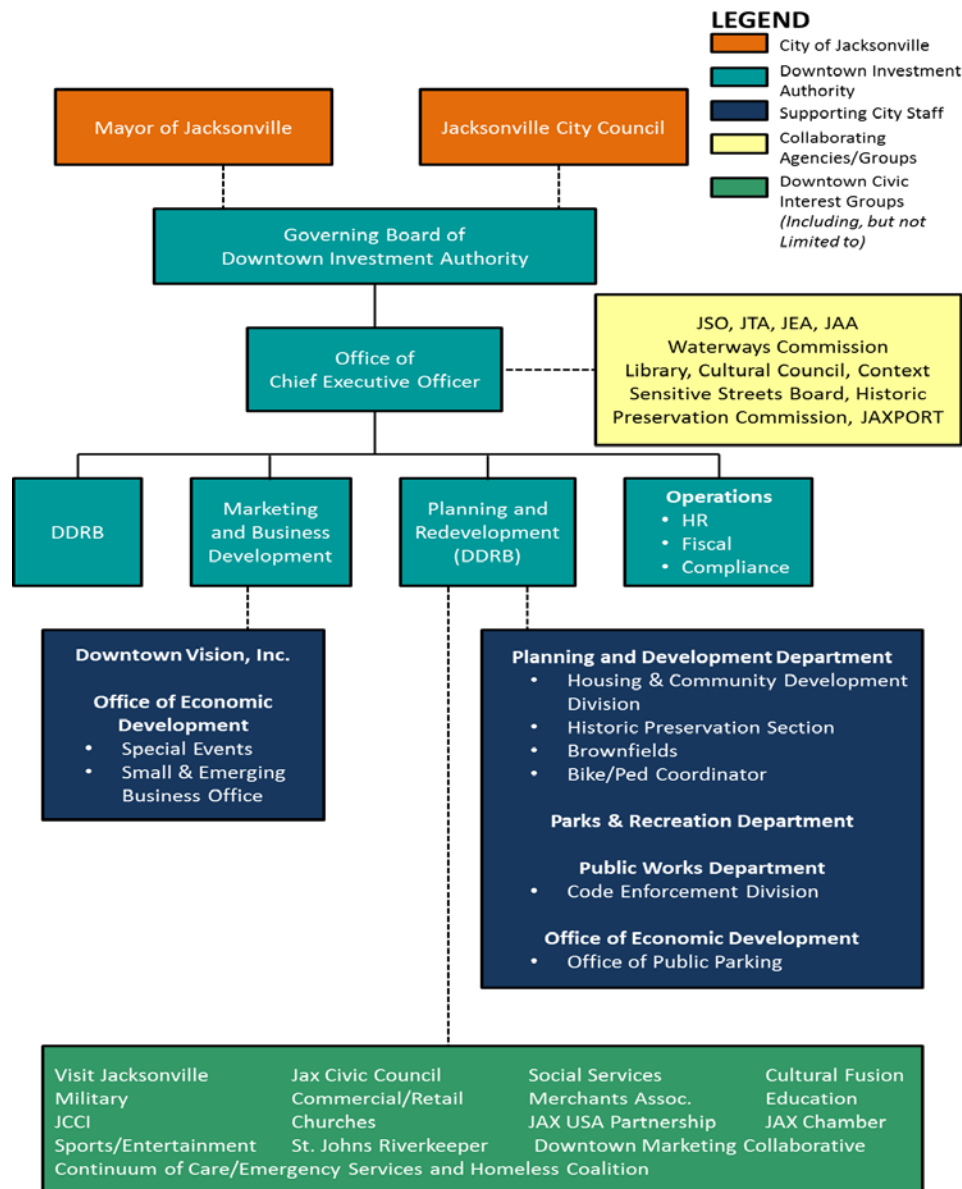 LEGEND
City of Jacksonville
Downtown Investment
Authority
Supporting City Staff
Collaborating
Agencies/Groups
Downtown Civic
Interest Groups
(Including, but not
Limited to)
Mayor of Jacksonville
Jacksonville City Council
Governing Board of
Downtown Investment Authority
Office of
Chief Executive Officer
JSO, JTA, JEA, JAA
Waterways Commission
Library, Cultural Council, Context
Sensitive Streets Board, Historic
Preservation Commission, JAXPORT
DDRB
Marketing
and Business
Development
Planning and
Redevelopment
(DDRB)
Operations
• HR
• Fiscal
• Compliance
Downtown Vision, Inc.
Office of Economic
Development
• Special Events
• Small & Emerging
Business Office
Planning and Development Department
• Housing & Community Development
Division
• Historic Preservation Section
• Brownfields
• Bike/Ped Coordinator
Parks & Recreation Department
Public Works Department
• Code Enforcement Division
Office of Economic Development
• Office of Public Parking
Visit Jacksonville Jax Civic Council Social Services Cultural Fusion
Military Commercial/Retail Merchants Assoc. Education
JCCI Churches JAX USA Partnership JAX Chamber
Sports/Entertainment St. Johns Riverkeeper Downtown Marketing Collaborative
Continuum of Care/Emergency Services and Homeless Coalition